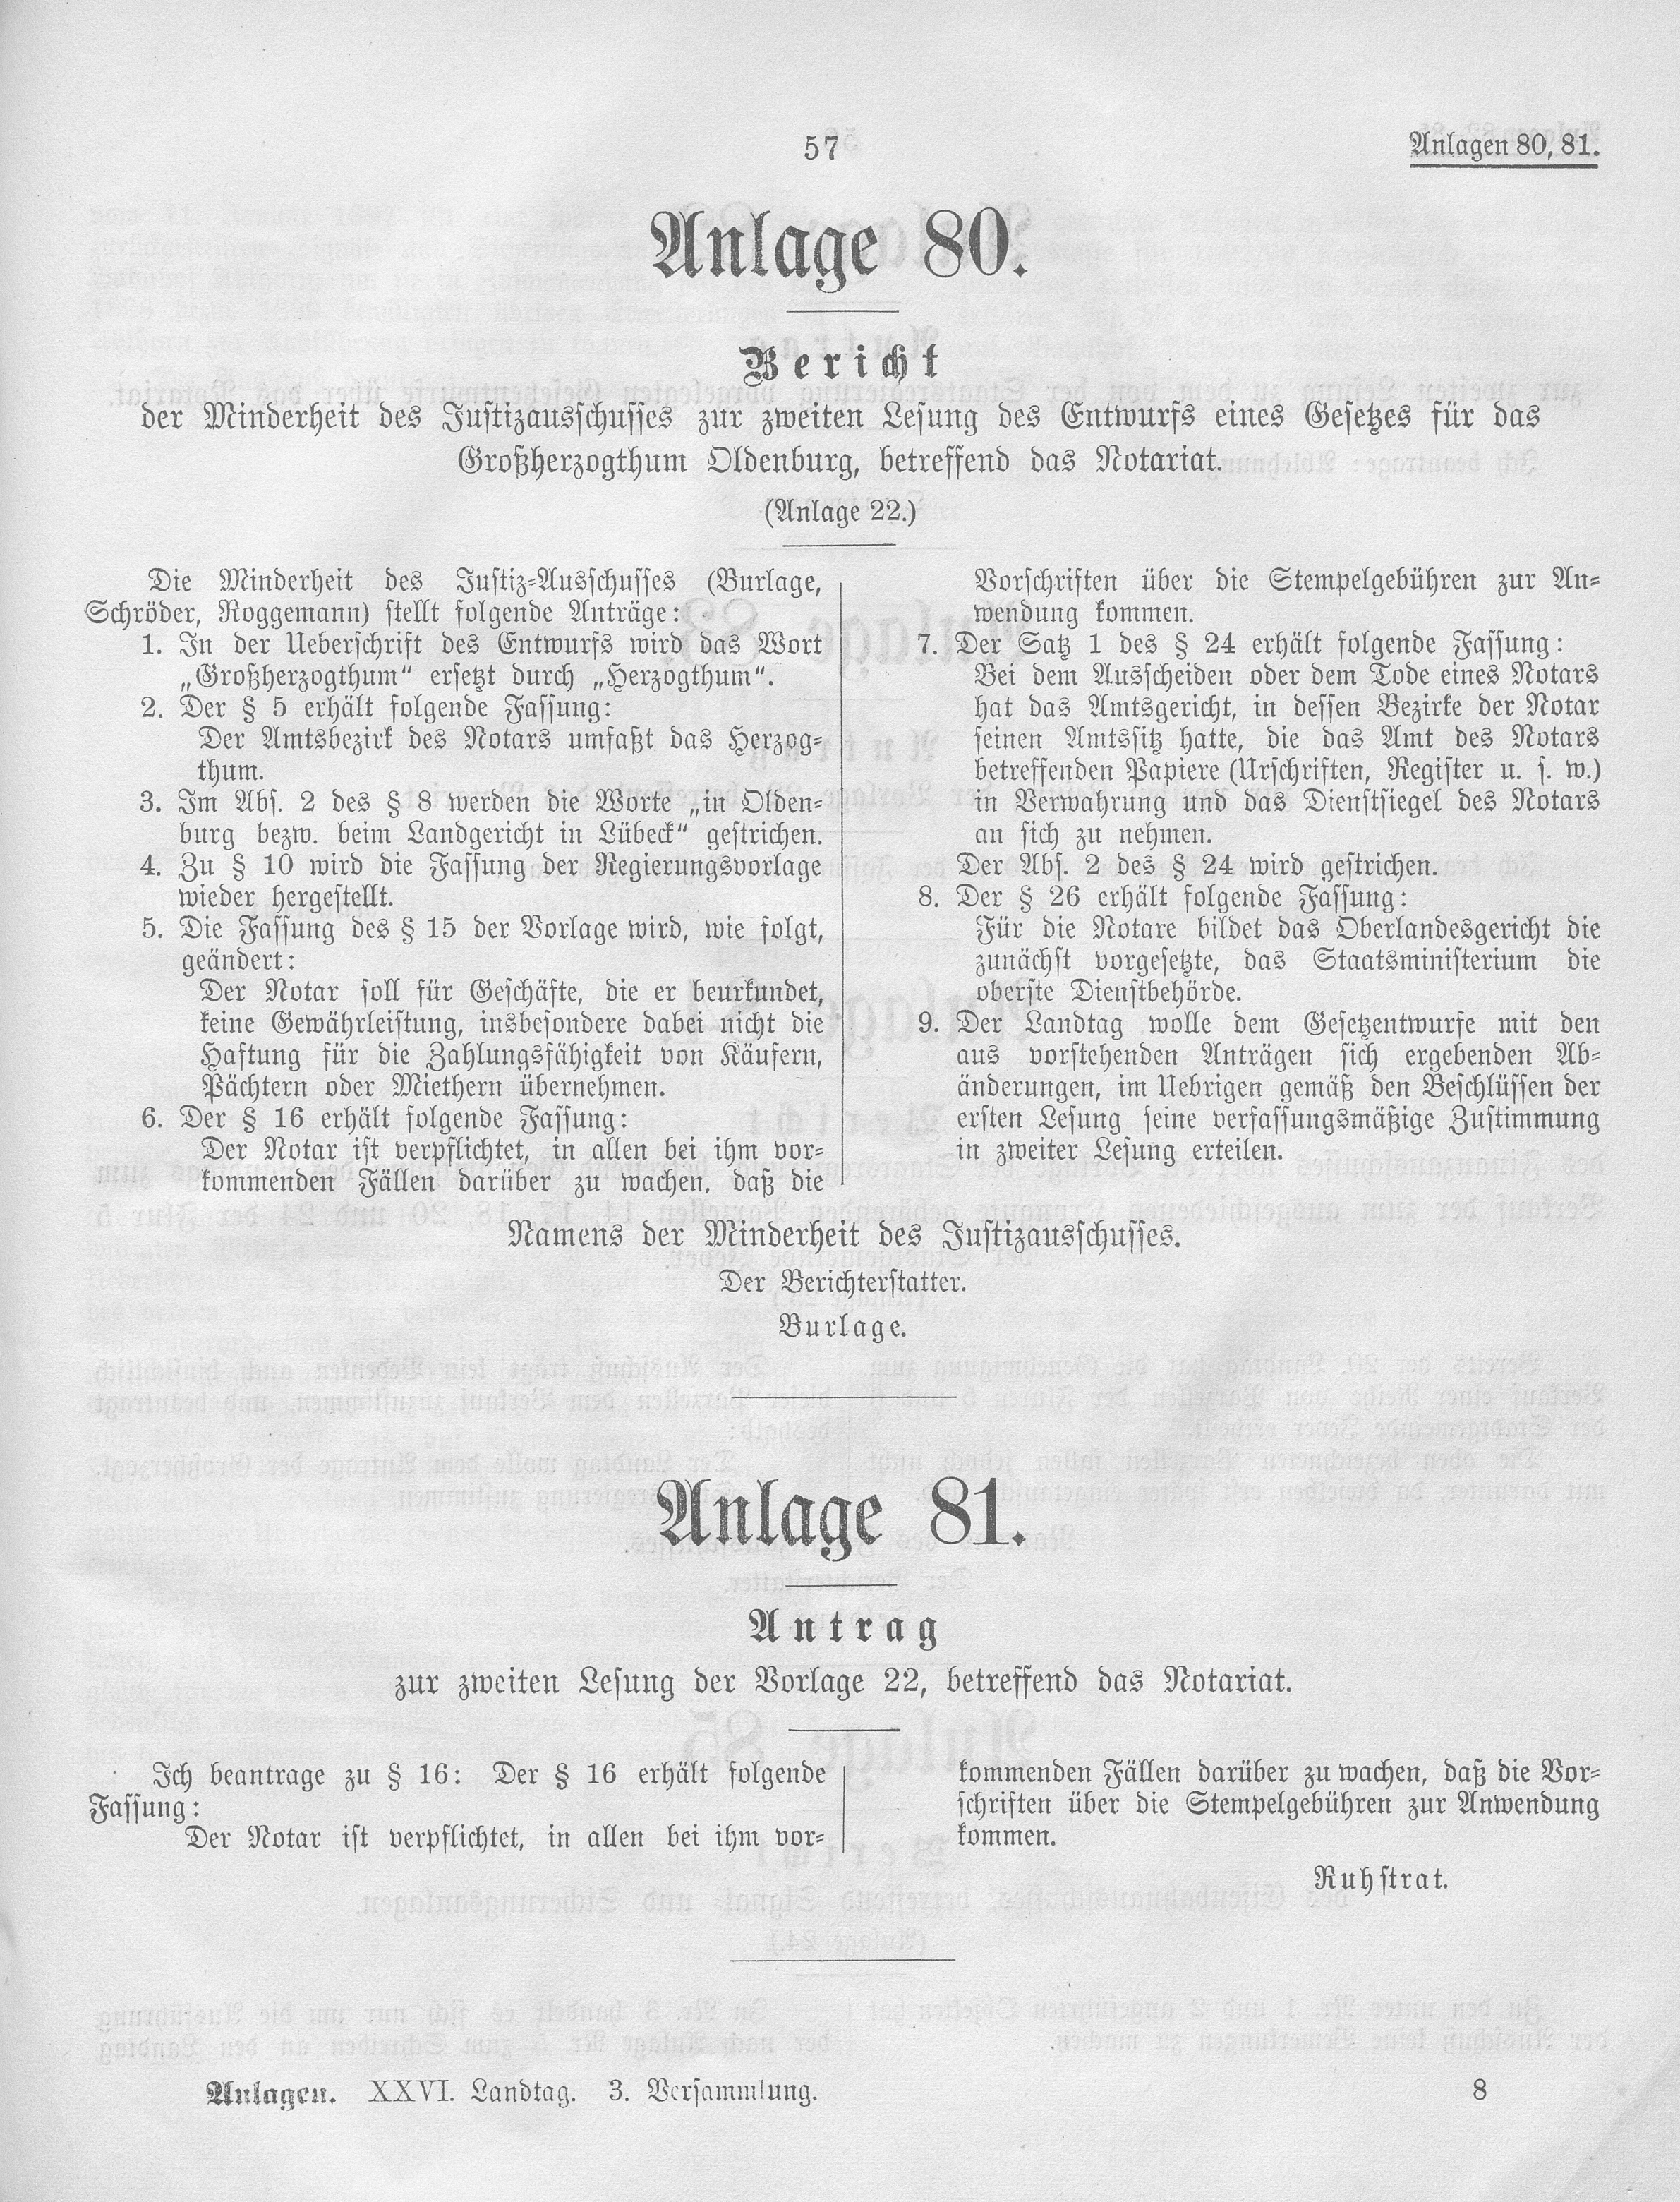 57
Anlagen 80, 81.
Anlage 80.
Bericht
der Minderheit des Justizausschusses zur zweiten Lesung des Entwurfs eines Gesetzes für das
Großherzogthum Oldenburg, betreffend das Notariat.
(Anlage 22.)
Die Minderheit des Justiz-Ausschusses (Burlage,
Schröder, Roggemann) stellt folgende Anträge:
1. In der Ueberschrift des Entwurfs wird das Wort
„Großherzogthum“ ersetzt durch „Herzogthum“.
2. Der § 5 erhält folgende Fassung:
Der Amtsbezirk des Notars umfaßt das Herzog-
thum.
3. Im Abs. 2 des § 8 werden die Worte „in Olden-
burg bezw. beim Landgericht in Lübeck“ gestrichen.
4. Zu § 10 wird die Fassung der Regierungsvorlage
wieder hergestellt.
5. Die Fassung des § 15 der Vorlage wird, wie folgt,
geändert:
Der Notar soll für Geschäfte, die er beurkundet,
keine Gewährleistung, insbesondere dabei nicht die
Haftung für die Zahlungsfähigkeit von Käufern,
Pächtern oder Miethern übernehmen.
6. Der § 16 erhält folgende Fassung:
Der Notar ist verpflichtet, in allen bei ihm vor-
kommenden Fällen darüber zu wachen, daß die
Vorschriften über die Stempelgebühren zur An-
wendung kommen.
7. Der Satz 1 des § 24 erhält folgende Fassung:
Bei dem Ausscheiden oder dem Tode eines Notars
hat das Amtsgericht, in dessen Bezirke der Notar
seinen Amtssitz hatte, die das Amt des Notars
betreffenden Papiere (Urschriften, Register u. s. w.)
in Verwahrung und das Dienstsiegel des Notars
an sich zu nehmen.
Der Abs. 2 des § 24 wird gestrichen.
8. Der § 26 erhält folgende Fassung:
Für die Notare bildet das Oberlandesgericht die
zunächst vorgesetzte, das Staatsministerium die
oberste Dienstbehörde.
9. Der Landtag wolle dem Gesetzentwurfe mit den
aus vorstehenden Anträgen sich ergebenden Ab-
änderungen, im Uebrigen gemäß den Beschlüssen der
ersten Lesung seine verfassungsmäßige Zustimmung
in zweiter Lesung erteilen.
Namens der Minderheit des Justizausschusses.
Der Berichterstatter.
Burlage.
Anlage 81.
Antrag
zur zweiten Lesung der Vorlage 22, betreffend das Notariat.
Ich beantrage zu § 16: Der § 16 erhält folgende
Fassung:
Der Notar ist verpflichtet, in allen bei ihm vor-
kommenden Fällen darüber zu wachen, daß die Vor-
schriften über die Stempelgebühren zur Anwendung
kommen.
Ruhstrat.
Anlagen. XXVI. Landtag. 3. Versammlung.
8